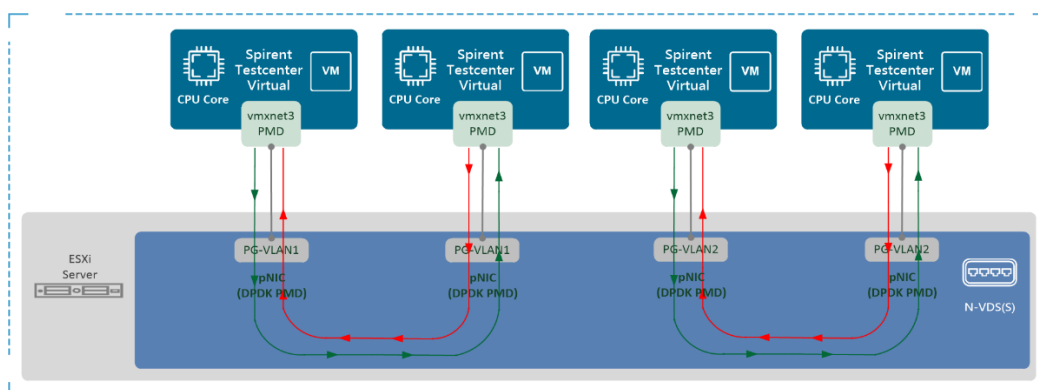 Spirent
Testcenter
Virtual
VM
CPU Core
vmxnet3
PMD
Spirent
Testcenter
Virtual
VM
CPU Core
vmxnet3
PMD
Spirent
Testcenter
Virtual
VM
CPU Core
vmxnet3
PMD
Spirent
Testcenter
Virtual
VM
CPU Core
vmxnet3
PMD
ESXi
Server
PG-VLAN1
pNIC
(DPDK PMD)
PG-VLAN1
pNIC
(DPDK PMD)
PG-VLAN2
pNIC
(DPDK PMD)
PG-VLAN2
pNIC
(DPDK PMD)
N-VDS(S)